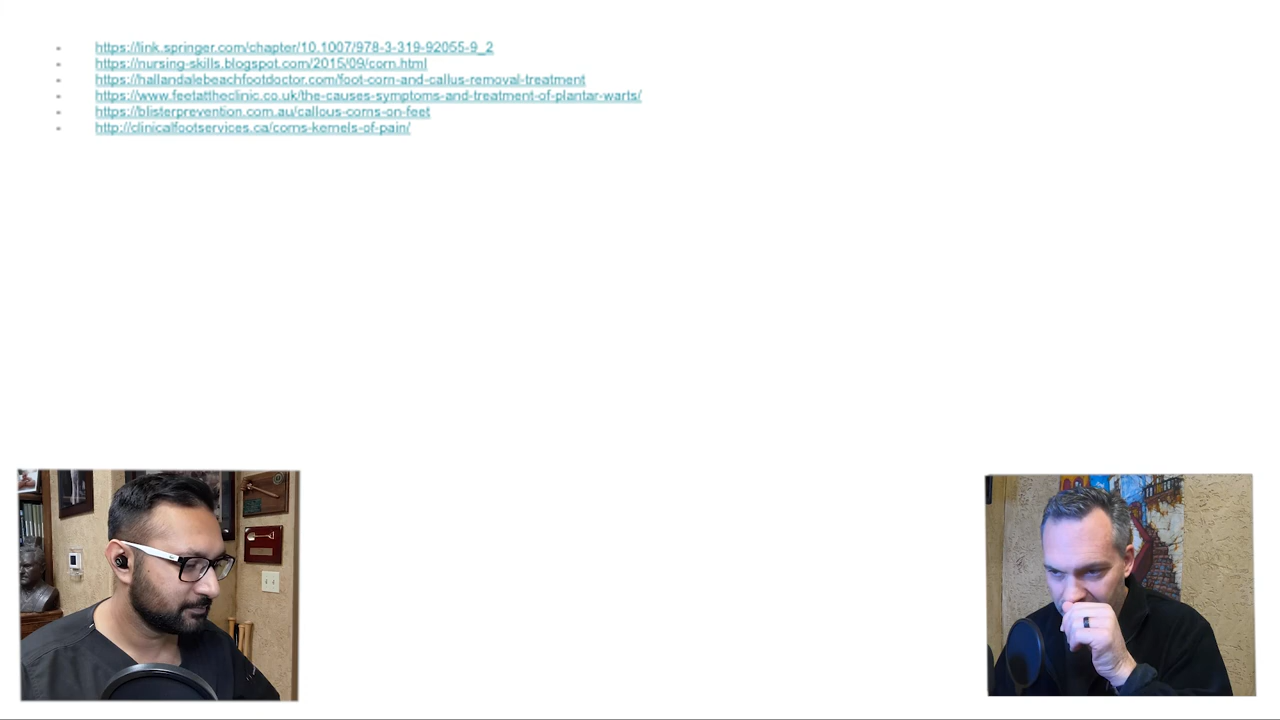 https://link.springer.com/chapter/10.1007/978-3-319-92055-9_2
https://nursing-skills.blogspot.com/2015/09/corn.html
https://hallandalebeachfootdoctor.com/foot-corn-and-callus-removal-treatment
https://www.feetattheclinic.co.uk/the-causes-symptoms-and-treatment-of-plantar-warts/
https://blisterprevention.com.au/callous-corns-on-feet
http://clinicalfootservices.ca/corns-kernels-of-pain/